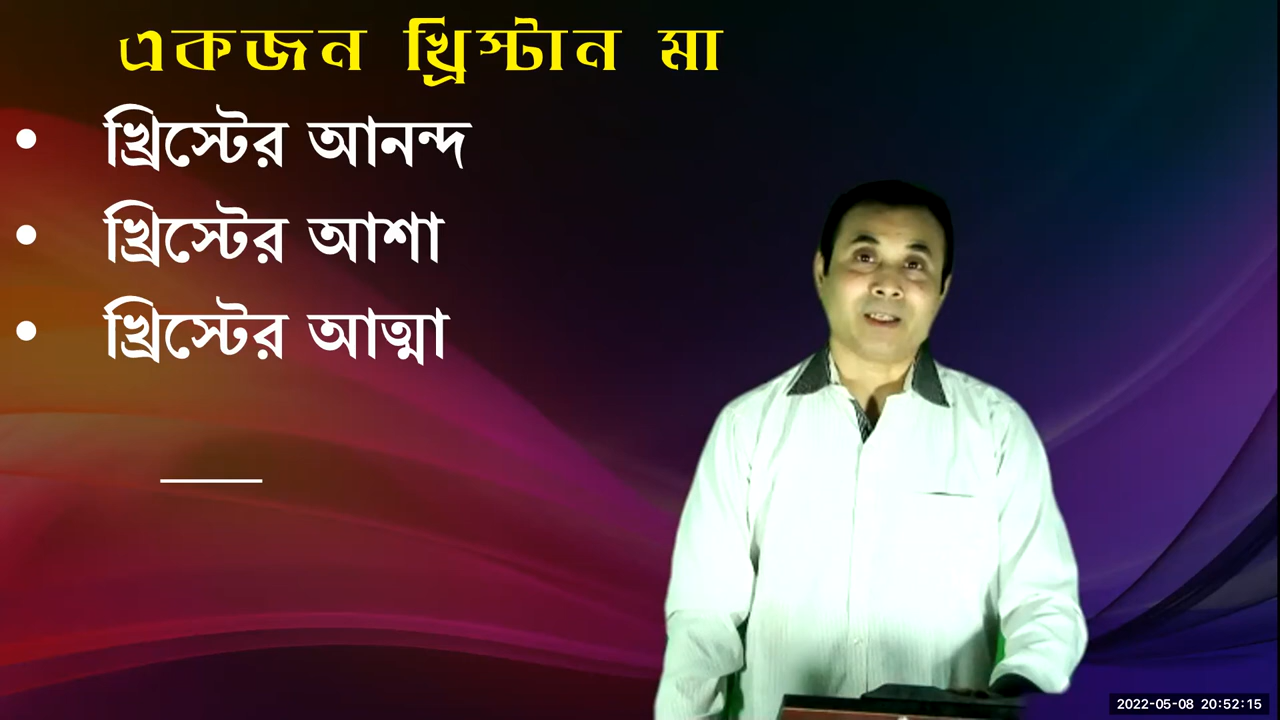 একজন খ্রিস্টান মা
• খ্রিস্টের আনন্দ
• খ্রিস্টের আশা
• খ্রিস্টের আত্মা
2022-05-08 20:52:15